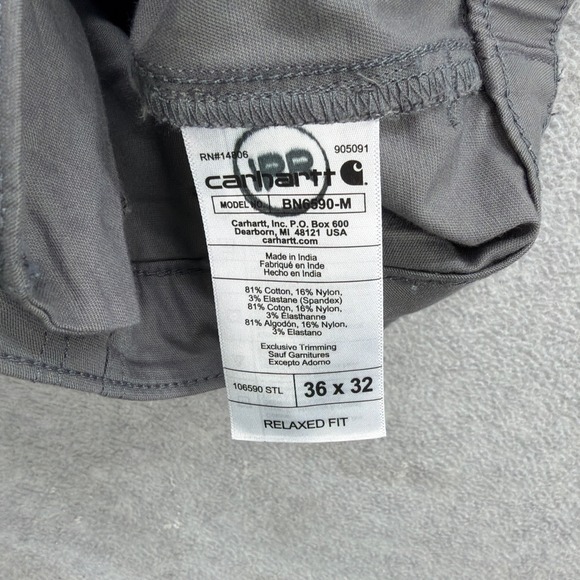 RN#14806 905091
IRR
carhartt
MODEL NO. BN6590-M
Carhartt, Inc. P.O. Box 600
Dearborn, MI 48121 USA
carhartt.com
Made in India
Fabriqué en Inde
Hecho en India
81% Cotton, 16% Nylon,
3% Elastane (Spandex)
81% Coton, 16% Nylon,
3% Élasthanne
81% Algodón, 16% Nylon,
3% Elastano
Exclusive Trimming
Sauf Garnitures
Excepto Adorno
106590 STL 36 x 32
RELAXED FIT